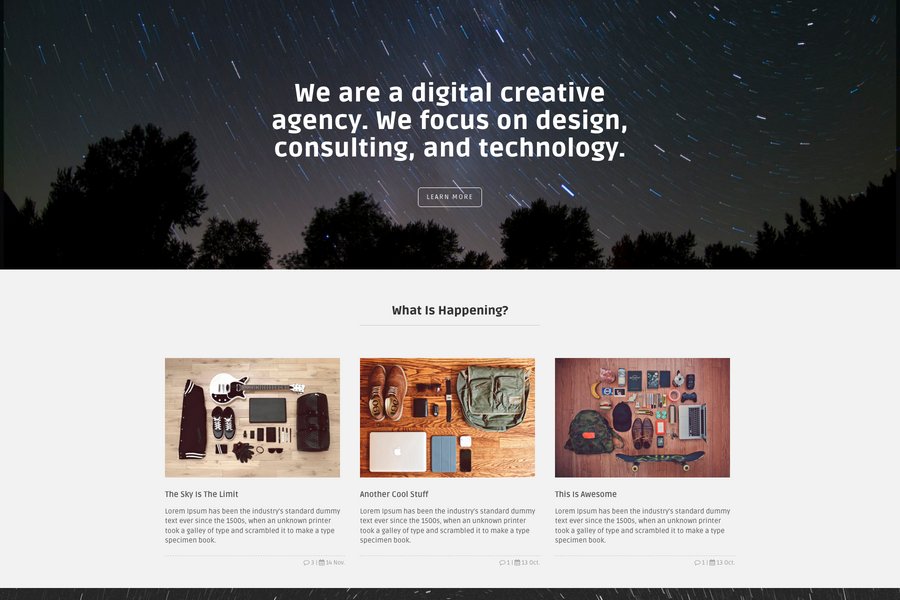 We are a digital creative
agency. We focus on design,
consulting, and technology.
LEARN MORE
What Is Happening?
The Sky Is The Limit
Lorem Ipsum has been the industry's standard dummy
text ever since the 1500s, when an unknown printer
took a galley of type and scrambled it to make a type
specimen book.
3 | 14 Nov.
Another Cool Stuff
Lorem Ipsum has been the industry's standard dummy
text ever since the 1500s, when an unknown printer
took a galley of type and scrambled it to make a type
specimen book.
1 | 13 Oct.
This Is Awesome
Lorem Ipsum has been the industry's standard dummy
text ever since the 1500s, when an unknown printer
took a galley of type and scrambled it to make a type
specimen book.
1 | 13 Oct.